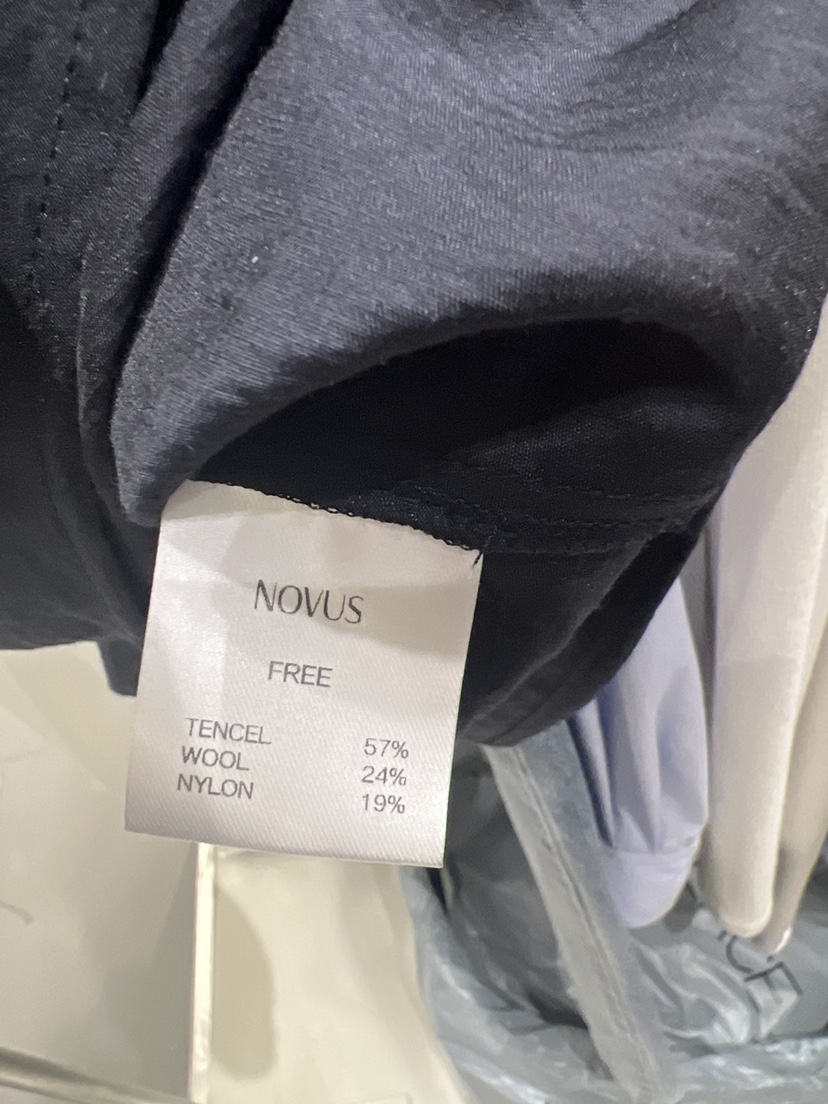 NOVUS
FREE
TENCEL 57%
WOOL 24%
NYLON 19%